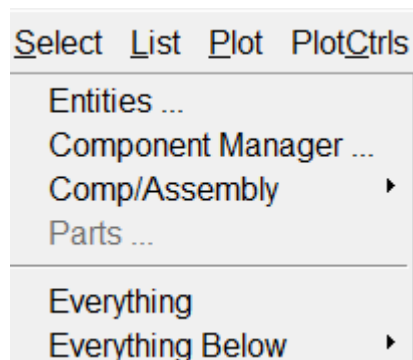 Select List Plot PlotCtrls
Entities ...
Component Manager ...
Comp/Assembly
Parts ...
Everything
Everything Below